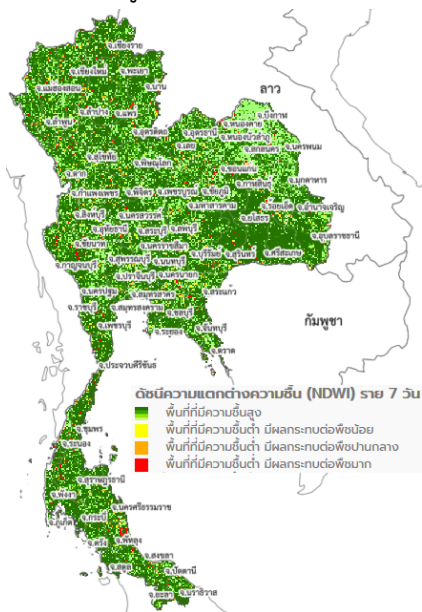 จ.เชียงราย
จ.เชียงใหม่ จ.พะเยา
จ.แม่ฮ่องสอน จ.น่าน
ลาว
จ.ลำปาง จ.แพร่
จ.ลำพูน
จ.บึงกาฬ
จ.หนองคาย
จ.อุตรดิตถ์ จ.อุดรธานี จ.หนองบัวลำภู
จ.เลย จ.สกลนคร จ.นครพนม
จ.สุโขทัย จ.พิษณุโลก จ.ขอนแก่น
จ.ตาก จ.กาฬสินธุ์ จ.มุกดาหาร
จ.กำแพงเพชร จ.พิจิตร จ.เพชรบูรณ์ จ.ชัยภูมิ
จ.มหาสารคาม จ.ร้อยเอ็ด จ.อำนาจเจริญ
จ.สิงห์บุรี จ.นครสวรรค์ จ.ยโสธร
จ.อุทัยธานี จ.สระบุรี จ.ลพบุรี
จ.อุบลราชธานี
จ.ชัยนาท จ.นครราชสีมา จ.บุรีรัมย์ จ.สุรินทร์ จ.ศรีสะเกษ
จ.สุพรรณบุรี จ.นนทบุรี
จ.กาญจนบุรี จ.ปราจีนบุรี จ.นครนายก
จ.นครปฐม จ.สมุทรสาคร จ.สระแก้ว
จ.ราชบุรี จ.สมุทรสงคราม จ.ชลบุรี
กัมพูชา
จ.เพชรบุรี จ.ระยอง จ.จันทบุรี
จ.ตราด
จ.ประจวบคีรีขันธ์
ดัชนีความแตกต่างความชื้น (NDWI) ราย 7 วัน
พื้นที่ที่มีความชื้นสูง
พื้นที่ที่มีความชื้นต่ำ มีผลกระทบต่อพืชน้อย
พื้นที่ที่มีความชื้นต่ำ มีผลกระทบต่อพืชปานกลาง
พื้นที่ที่มีความชื้นต่ำ มีผลกระทบต่อพืชมาก
จ.ชุมพร
จ.ระนอง
จ.สุราษฎร์ธานี
จ.พังงา
จ.นครศรีธรรมราช
จ.ภูเก็ต จ.กระบี่
จ.ตรัง จ.พัทลุง
จ.สงขลา
จ.สตูล จ.ปัตตานี
จ.ยะลา จ.นราธิวาส